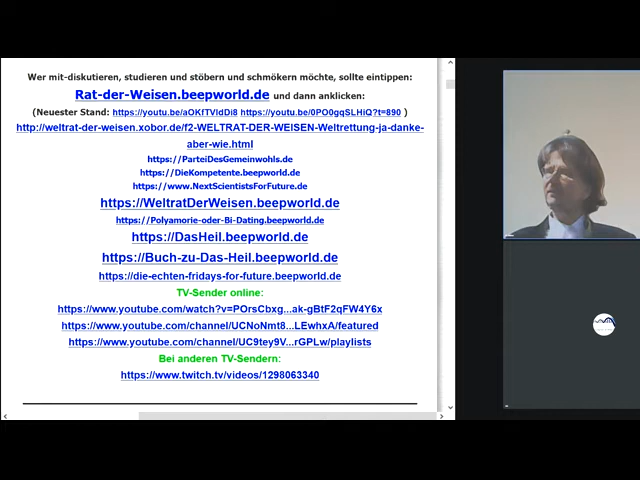 Wer mit-diskutieren, studieren und stöbern und schmökern möchte, sollte eintippen:
Rat-der-Weisen.beepworld.de und dann anklicken:
(Neuester Stand: https://youtu.be/aOKfTVldDi8 https://youtu.be/0PO0gqSLHiQ?t=890 )
http://weltrat-der-weisen.xobor.de/f2-WELTRAT-DER-WEISEN-Weltrettung-ja-danke-
aber-wie.html
https://ParteiDesGemeinwohls.de
https://DieKompetente.beepworld.de
https://www.NextScientistsForFuture.de
https://WeltratDerWeisen.beepworld.de
https://Polyamorie-oder-Bi-Dating.beepworld.de
https://DasHeil.beepworld.de
https://Buch-zu-Das-Heil.beepworld.de
https://die-echten-fridays-for-future.beepworld.de
TV-Sender online:
https://www.youtube.com/watch?v=POrsCbxg...ak-gBtF2qFW4Y6x
https://www.youtube.com/channel/UCNoNmt8...LEwhxA/featured
https://www.youtube.com/channel/UC9tey9V...rGPLw/playlists
Bei anderen TV-Sendern:
https://www.twitch.tv/videos/1298063340